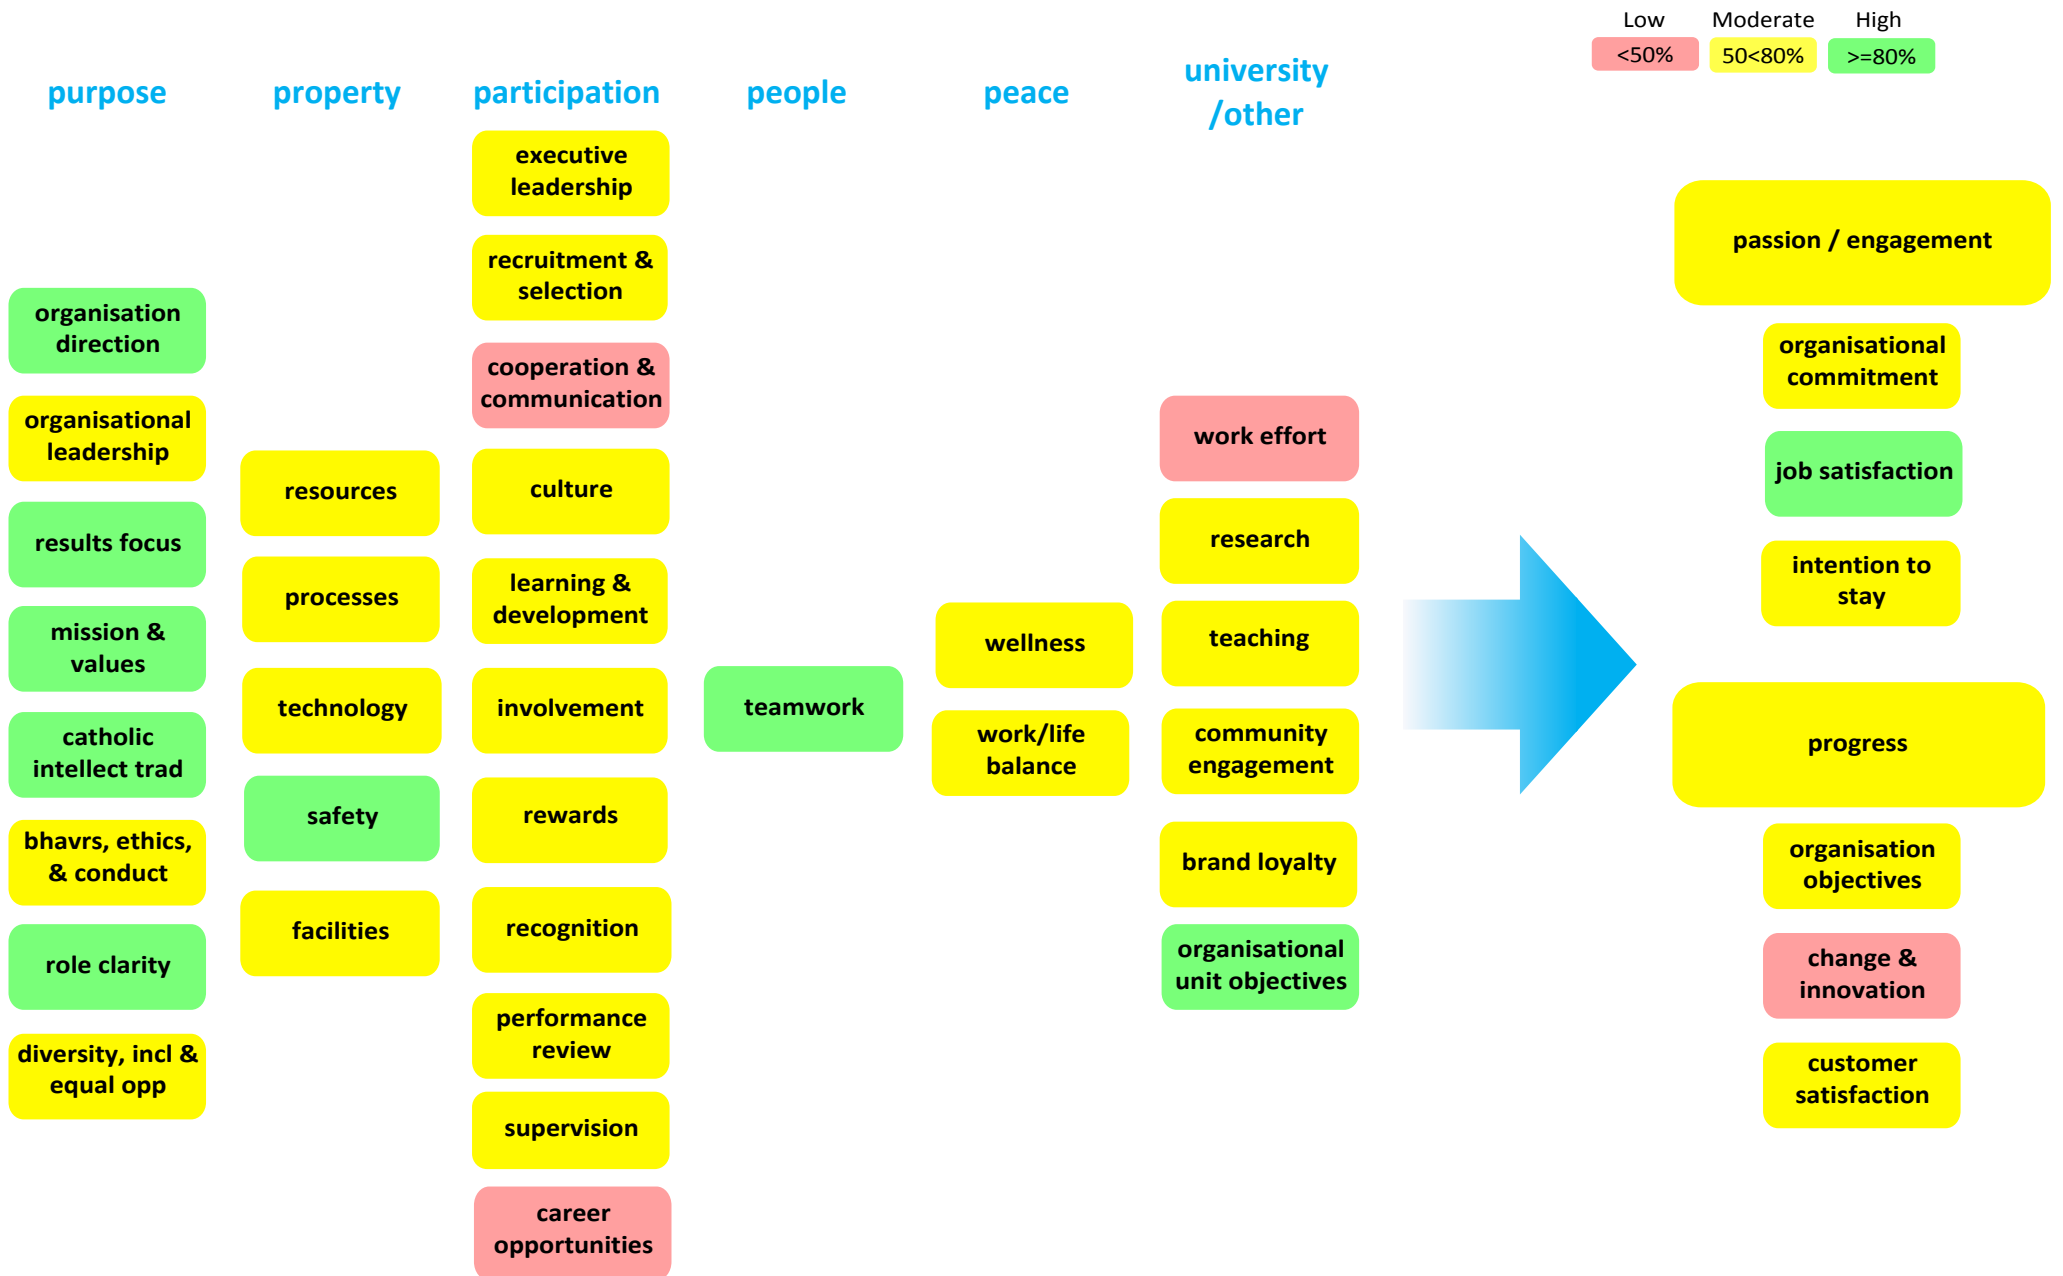 Low
Moderate
High
<50%
50<80%
>=80%
purpose
property
participation
people
peace
university
/other
organisation
direction
organisational
leadership
results focus
mission &
values
catholic
intellect trad
bhavrs, ethics,
& conduct
role clarity
diversity, incl &
equal opp
resources
processes
technology
safety
facilities
executive
leadership
recruitment &
selection
cooperation &
communication
culture
learning &
development
involvement
rewards
recognition
performance
review
supervision
career
opportunities
teamwork
wellness
work/life
balance
work effort
research
teaching
community
engagement
brand loyalty
organisational
unit objectives
passion / engagement
organisational
commitment
job satisfaction
intention to
stay
progress
organisation
objectives
change &
innovation
customer
satisfaction